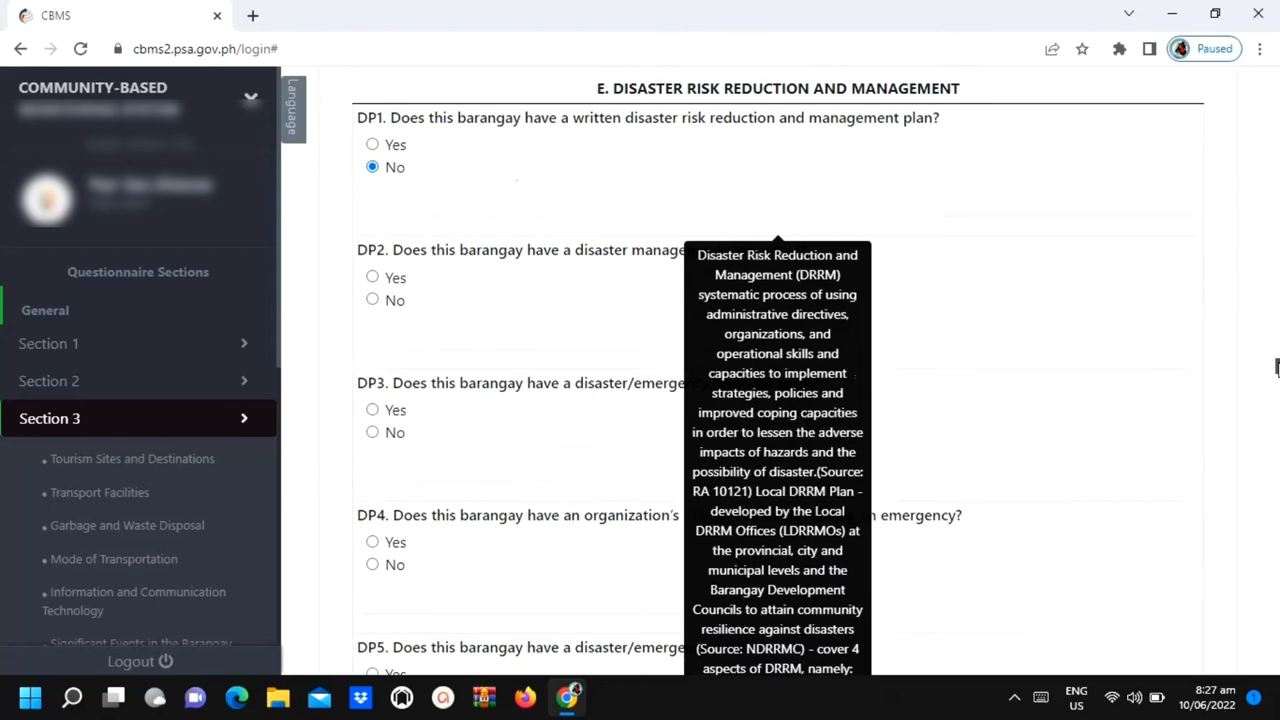 CBMS
cbms2.psa.gov.ph/login#
Paused
COMMUNITY-BASED
Language
Questionnaire Sections
General
Section 1
Section 2
Section 3
Tourism Sites and Destinations
Transport Facilities
Garbage and Waste Disposal
Mode of Transportation
Information and Communication
Technology
Significant Events in the Barangay
Logout
E. DISASTER RISK REDUCTION AND MANAGEMENT
DP1. Does this barangay have a written disaster risk reduction and management plan?
Yes
No
DP2. Does this barangay have a disaster manage
Yes
No
DP3. Does this barangay have a disaster/emergency
Yes
No
DP4. Does this barangay have an organization's
emergency?
Yes
No
DP5. Does this barangay have a disaster/emerge
Yes
Disaster Risk Reduction and
Management (DRRM)
systematic process of using
administrative directives,
organizations, and
operational skills and
capacities to implement
strategies, policies and
improved coping capacities
in order to lessen the adverse
impacts of hazards and the
possibility of disaster.(Source:
RA 10121) Local DRRM Plan -
developed by the Local
DRRM Offices (LDRRMOs) at
the provincial, city and
municipal levels and the
Barangay Development
Councils to attain community
resilience against disasters
(Source: NDRRMC) - cover 4
aspects of DRRM, namely:
ENG
US
8:27 am
10/06/2022
1